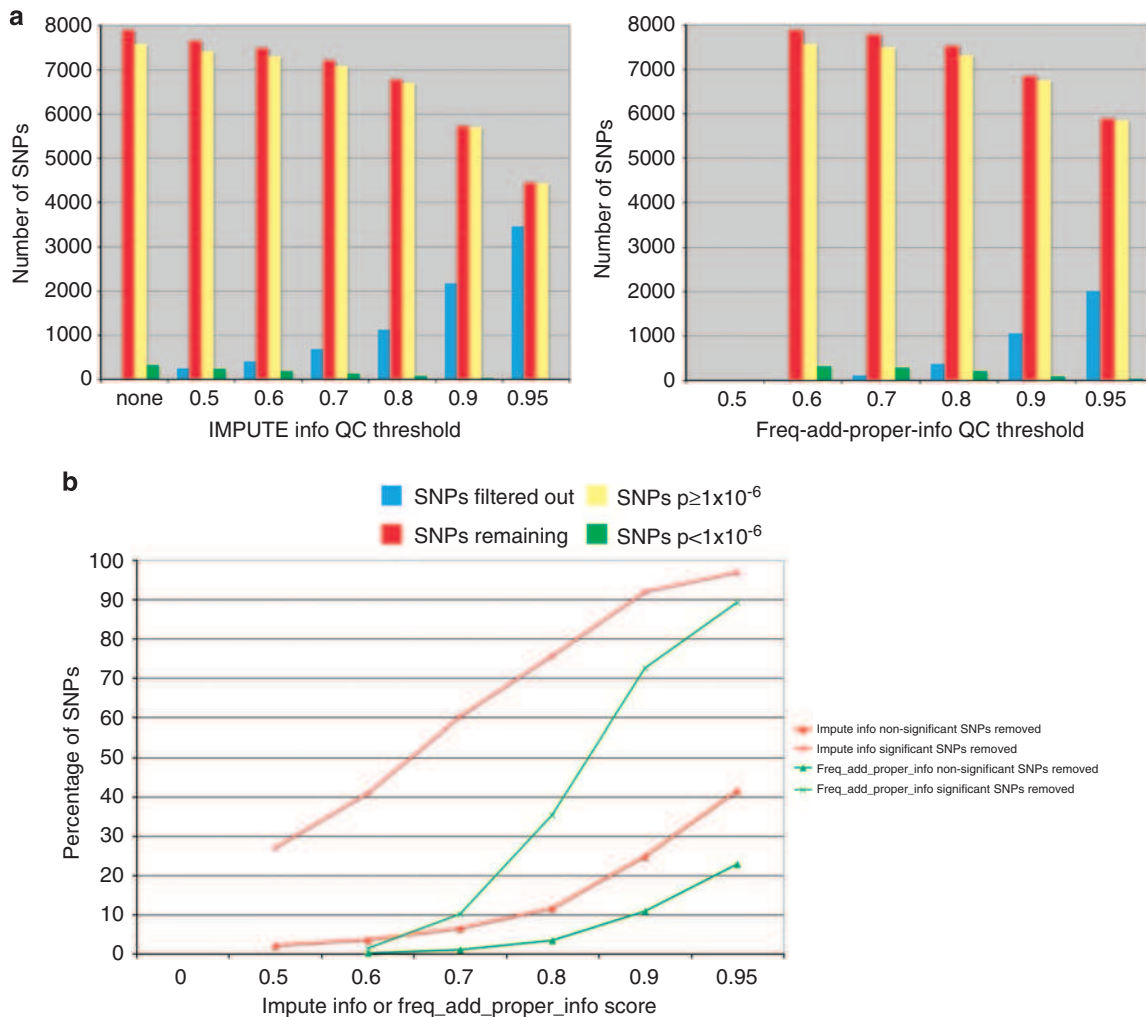 a
8000
7000
6000
5000
4000
3000
2000
1000
0
Number of SNPs
none 0.5 0.6 0.7 0.8 0.9 0.95
IMPUTE info QC threshold
8000
7000
6000
5000
4000
3000
2000
1000
0
Number of SNPs
0.5 0.6 0.7 0.8 0.9 0.95
Freq-add-proper-info QC threshold
b
SNPs filtered out
SNPs p≥1x10⁻⁶
SNPs remaining
SNPs p<1x10⁻⁶
100
90
80
70
60
50
40
30
20
10
0
Percentage of SNPs
0 0.5 0.6 0.7 0.8 0.9 0.95
Impute info or freq_add_proper_info score
Impute info non-significant SNPs removed
Impute info significant SNPs removed
Freq_add_proper_info non-significant SNPs removed
Freq_add_proper_info significant SNPs removed